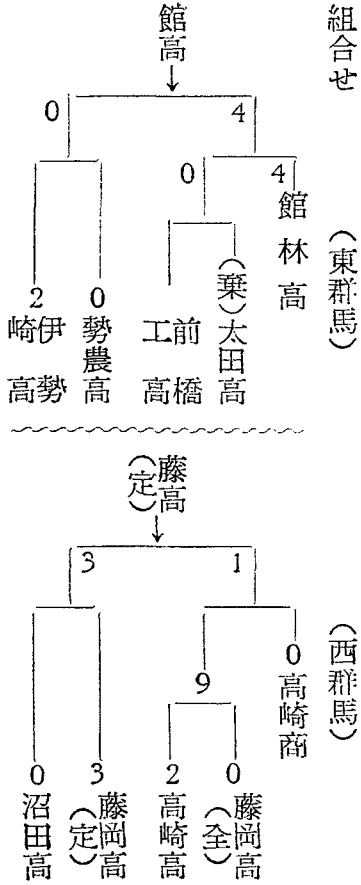 組合せ
(東群馬)
館高
4
0
4
0
館林高
(棄)太田高
前橋工高
0
勢農高
2
伊勢崎高
(西群馬)
藤高(定)
1
3
0
高崎商
9
0
藤岡高(全)
2
高崎高
3
藤岡高(定)
0
沼田高